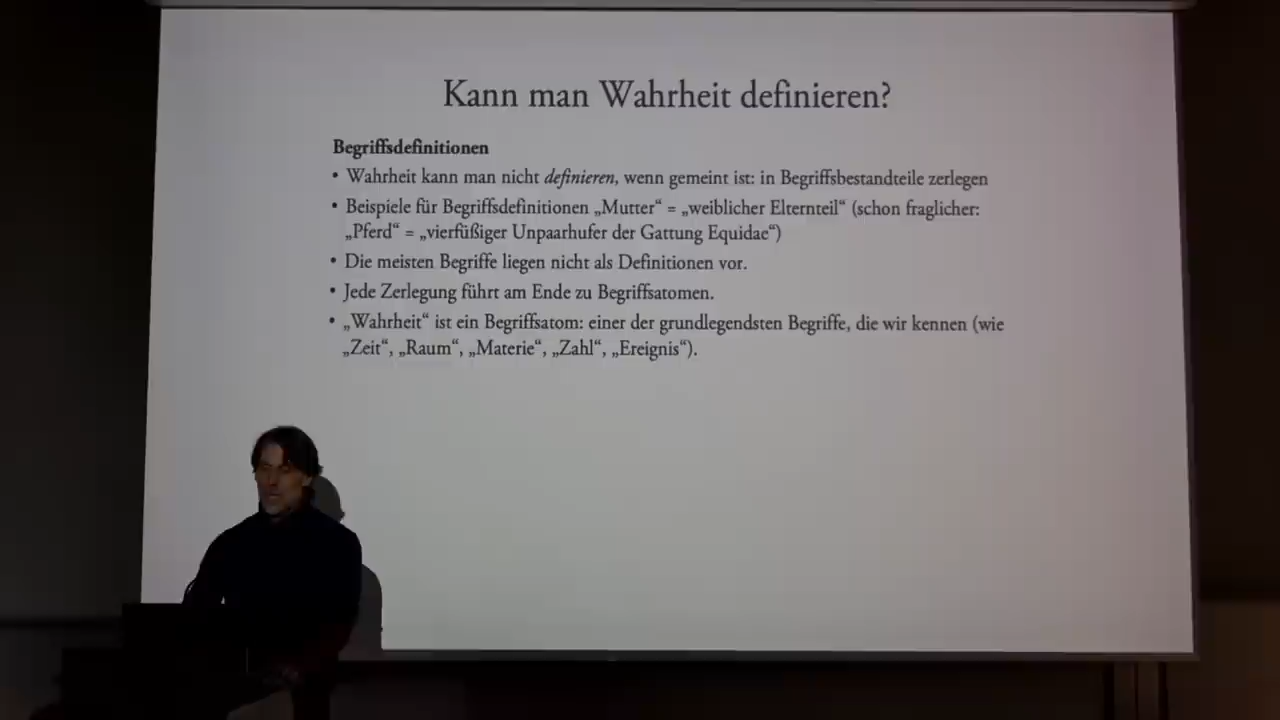 Kann man Wahrheit definieren?
Begriffsdefinitionen
• Wahrheit kann man nicht definieren, wenn gemeint ist: in Begriffsbestandteile zerlegen
• Beispiele für Begriffsdefinitionen „Mutter“ = „weiblicher Elternteil“ (schon fraglicher:
„Pferd“ = „vierfüßiger Unpaarhufer der Gattung Equidae“)
• Die meisten Begriffe liegen nicht als Definitionen vor.
• Jede Zerlegung führt am Ende zu Begriffsatomen.
• „Wahrheit“ ist ein Begriffsatom: einer der grundlegendsten Begriffe, die wir kennen (wie
„Zeit“, „Raum“, „Materie“, „Zahl“, „Ereignis“).